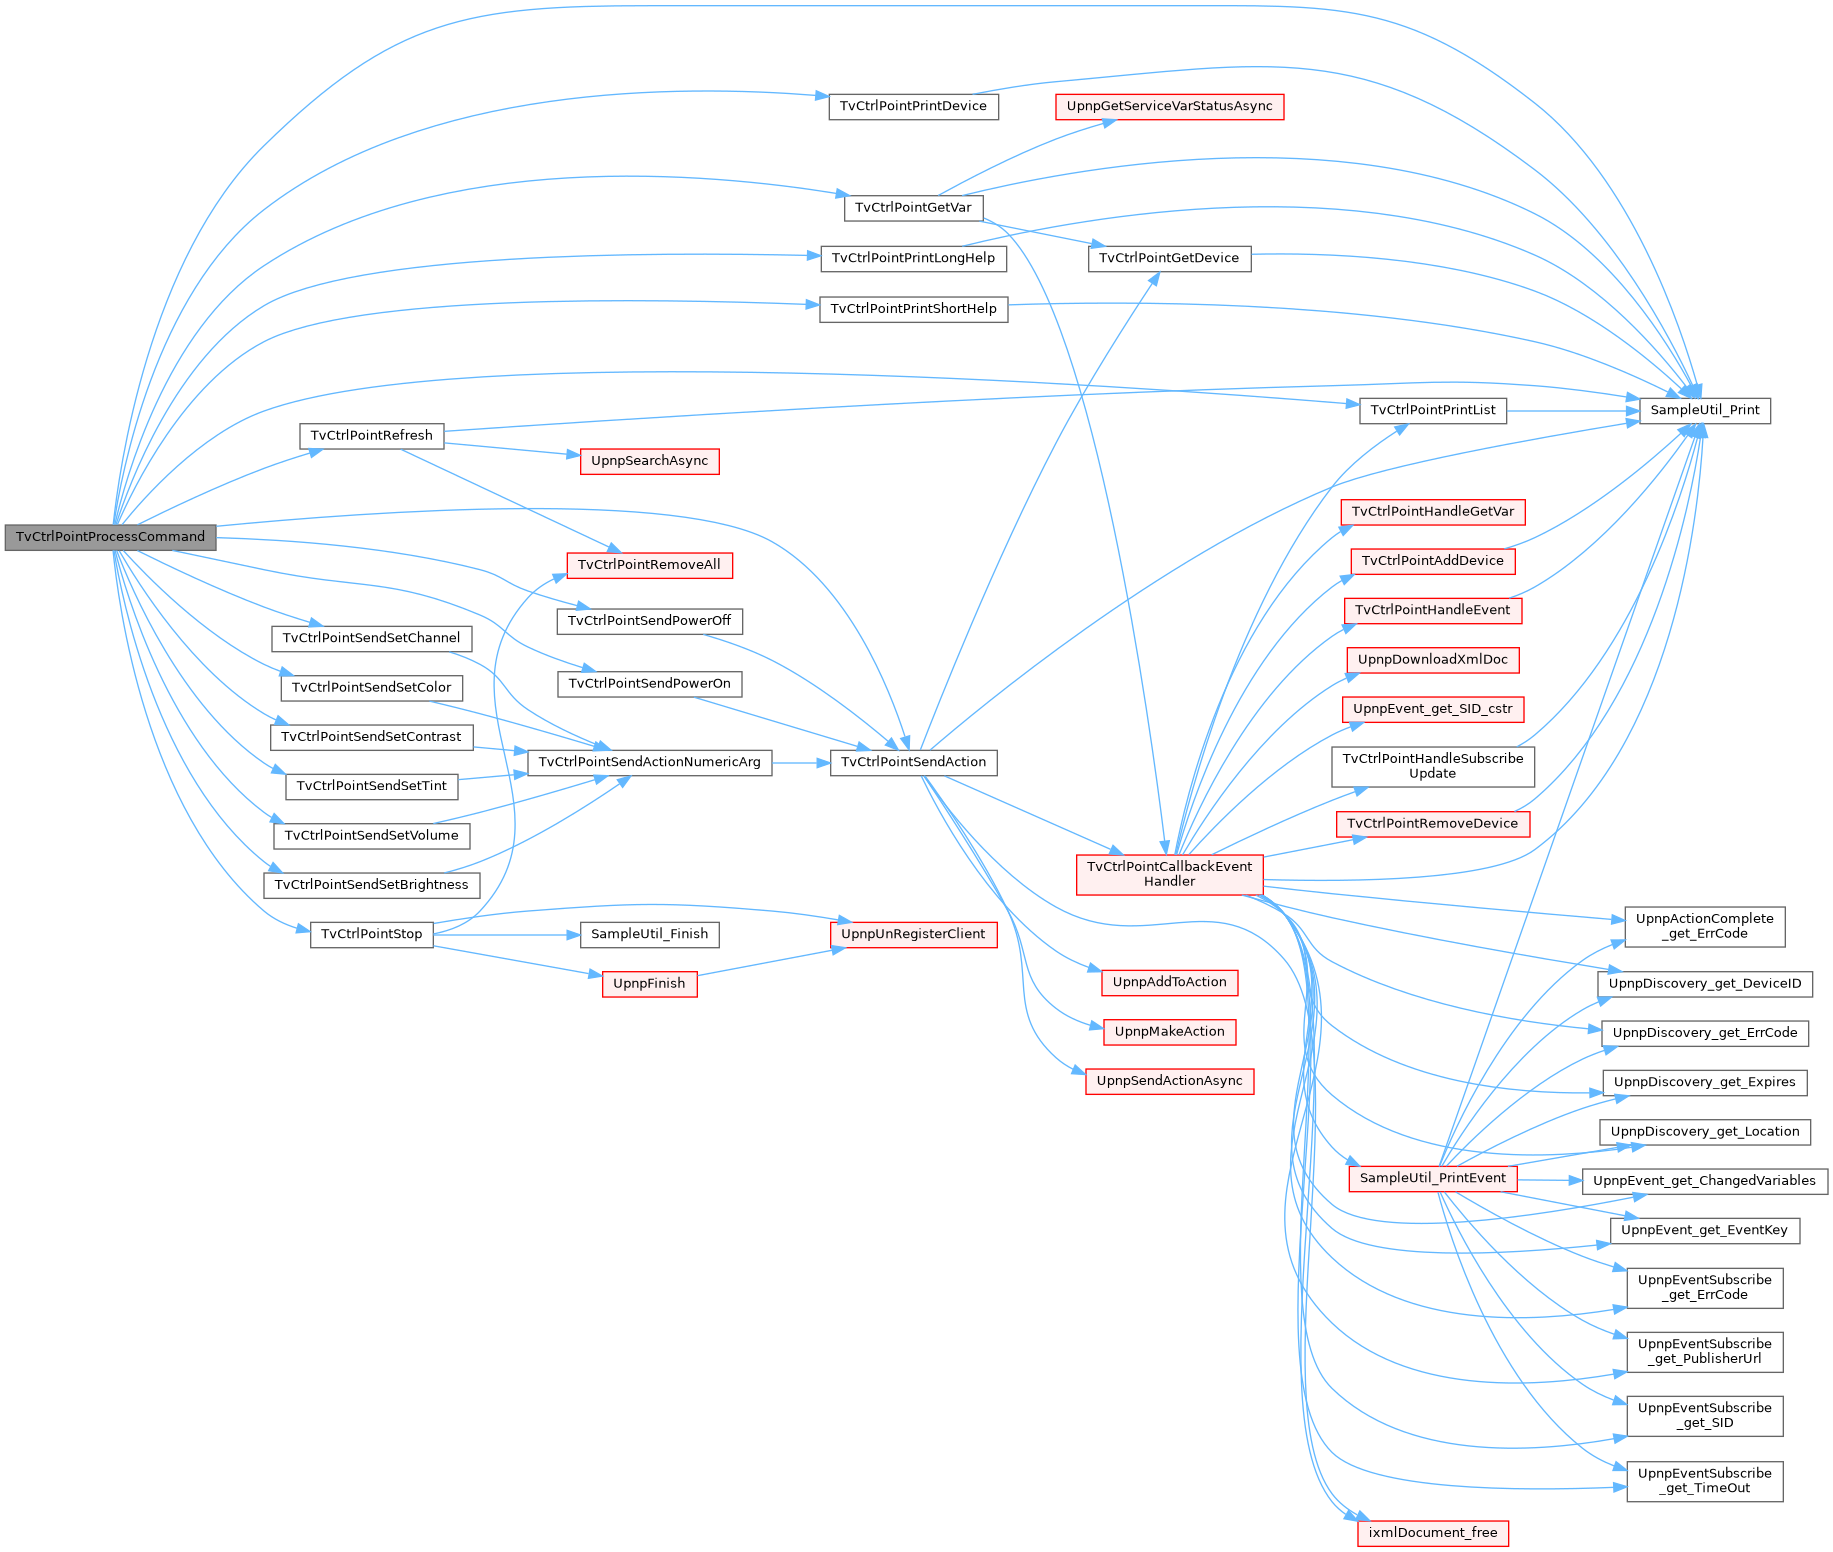 TvCtrlPointPrintDevice
UpnpGetServiceVarStatusAsync
TvCtrlPointGetVar
TvCtrlPointPrintLongHelp
TvCtrlPointGetDevice
TvCtrlPointPrintShortHelp
TvCtrlPointPrintList
SampleUtil_Print
TvCtrlPointRefresh
UpnpSearchAsync
TvCtrlPointProcessCommand
TvCtrlPointHandleGetVar
TvCtrlPointRemoveAll
TvCtrlPointAddDevice
TvCtrlPointHandleEvent
TvCtrlPointSendPowerOff
TvCtrlPointSendSetChannel
UpnpDownloadXmlDoc
TvCtrlPointSendPowerOn
TvCtrlPointSendSetColor
UpnpEvent_get_SID_cstr
TvCtrlPointSendSetContrast
TvCtrlPointSendActionNumericArg
TvCtrlPointSendAction
TvCtrlPointHandleSubscribe
Update
TvCtrlPointSendSetTint
TvCtrlPointRemoveDevice
TvCtrlPointSendSetVolume
TvCtrlPointCallbackEvent
Handler
TvCtrlPointSendSetBrightness
UpnpActionComplete
_get_ErrCode
TvCtrlPointStop
SampleUtil_Finish
UpnpUnRegisterClient
UpnpFinish
UpnpAddToAction
UpnpDiscovery_get_DeviceID
UpnpMakeAction
UpnpDiscovery_get_ErrCode
UpnpSendActionAsync
UpnpDiscovery_get_Expires
UpnpDiscovery_get_Location
SampleUtil_PrintEvent
UpnpEvent_get_ChangedVariables
UpnpEvent_get_EventKey
UpnpEventSubscribe
_get_ErrCode
UpnpEventSubscribe
_get_PublisherUrl
UpnpEventSubscribe
_get_SID
UpnpEventSubscribe
_get_TimeOut
ixmlDocument_free